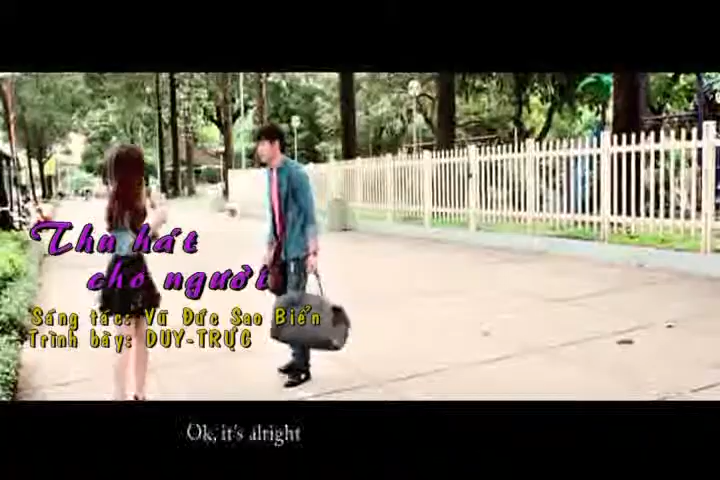 Thu hát
cho người
Sáng tác: Vũ Đức Sao Biển
Trình bày: DUY-TRỰC
Ok, it's alright